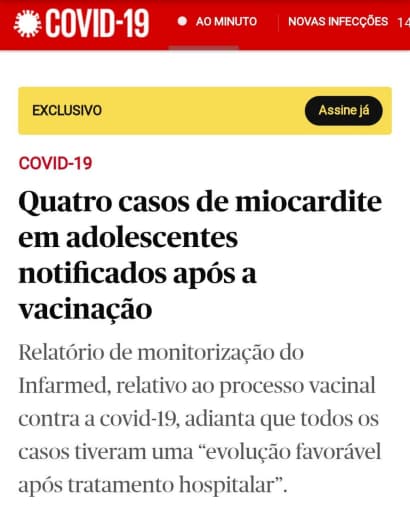 COVID-19
AO MINUTO
NOVAS INFECÇÕES
14
EXCLUSIVO
Assine já
COVID-19
Quatro casos de miocardite
em adolescentes
notificados após a
vacinação
Relatório de monitorização do
Infarmed, relativo ao processo vacinal
contra a covid-19, adianta que todos os
casos tiveram uma “evolução favorável
após tratamento hospitalar”.